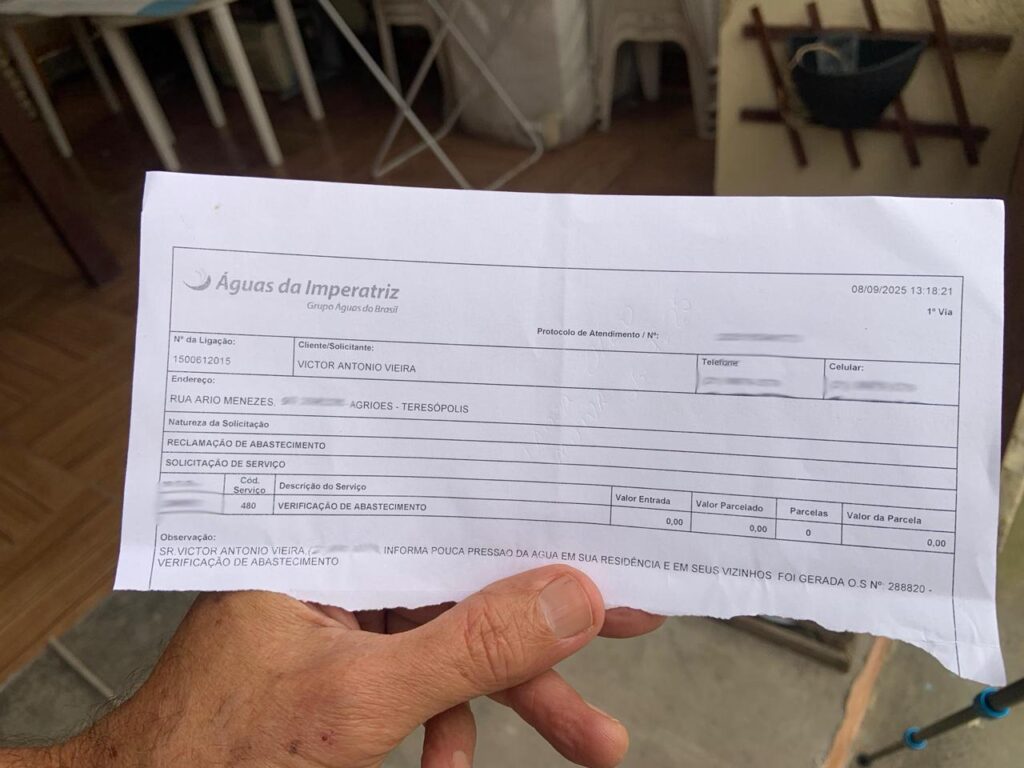 Águas da Imperatriz
Grupo Águas do Brasil
08/09/2025 13:18:21
1ª Via
Protocolo de Atendimento / Nº:
Nº da Ligação:
1500612015
Cliente/Solicitante:
VICTOR ANTONIO VIEIRA
Telefone:
Celular:
Endereço:
RUA ARIO MENEZES, AGRIOES - TERESÓPOLIS
Natureza da Solicitação
RECLAMAÇÃO DE ABASTECIMENTO
SOLICITAÇÃO DE SERVIÇO
Cód. Serviço
Descrição do Serviço
Valor Entrada
Valor Parcelado
Parcelas
Valor da Parcela
480
VERIFICAÇÃO DE ABASTECIMENTO
0,00
0,00
0
0,00
Observação:
SR.VICTOR ANTONIO VIEIRA,( INFORMA POUCA PRESSAO DA AGUA EM SUA RESIDÊNCIA E EM SEUS VIZINHOS FOI GERADA O.S Nº: 288820 -
VERIFICAÇÃO DE ABASTECIMENTO